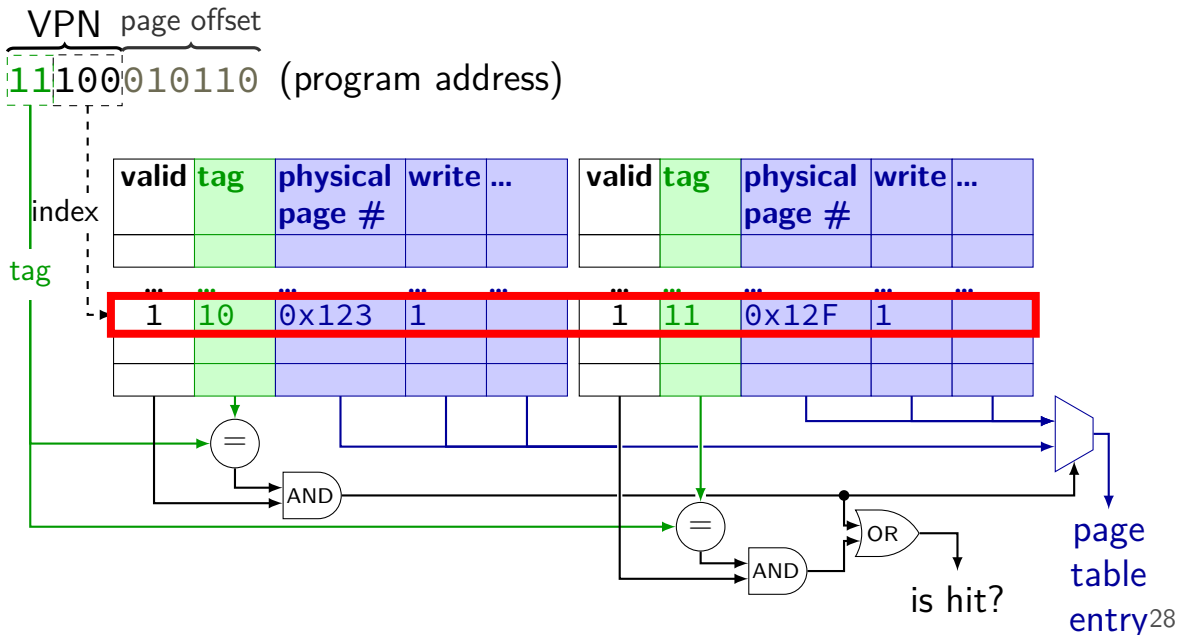 VPN page offset
11100010110 (program address)
valid tag physical page # write ... valid tag physical page # write ...
index
tag
... ... ... ... ... ... ... ...
1 10 0x123 1 1 11 0x12F 1
=
AND
=
AND
OR
is hit?
page
table
entry
28